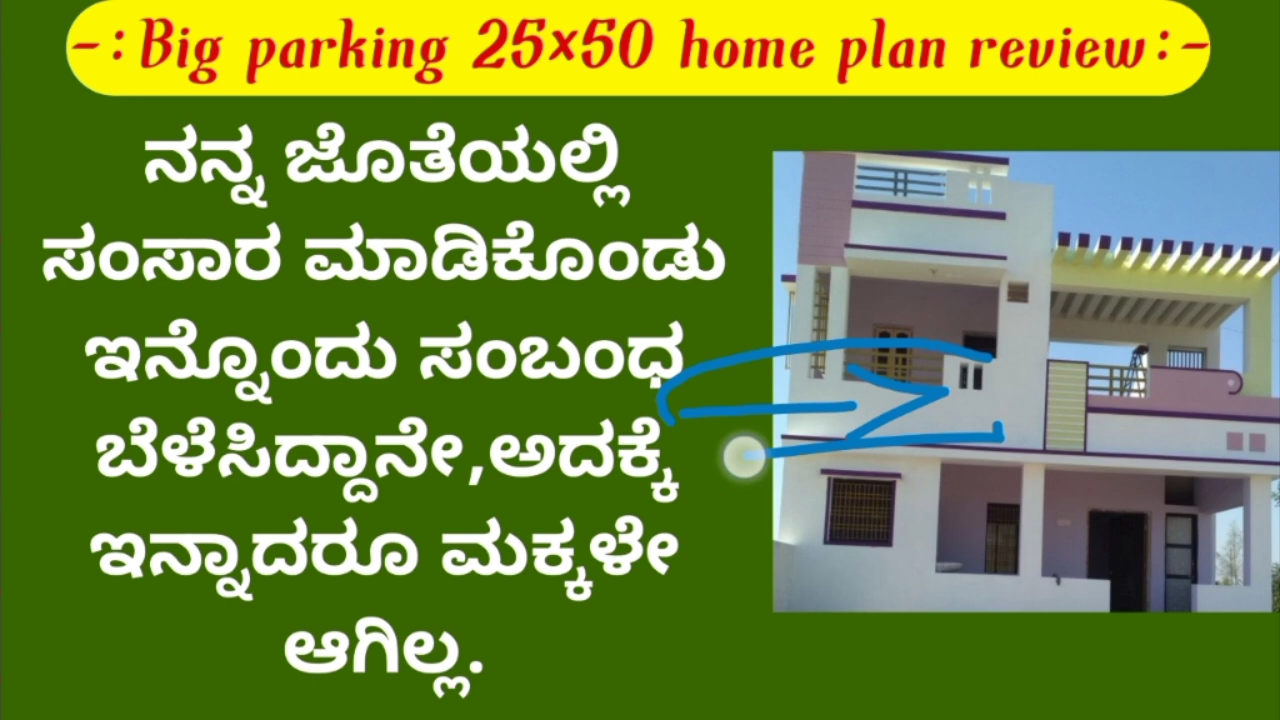 -:Big parking 25×50 home plan review:-
ನನ್ನ ಜೊತೆಯಲ್ಲಿ
ಸಂಸಾರ ಮಾಡಿಕೊಂಡು
ಇನ್ನೊಂದು ಸಂಬಂಧ
ಬೆಳೆಸಿದ್ದಾನೇ,ಅದಕ್ಕೆ
ಇನ್ನಾದರೂ ಮಕ್ಕಳೇ
ಆಗಿಲ್ಲ.